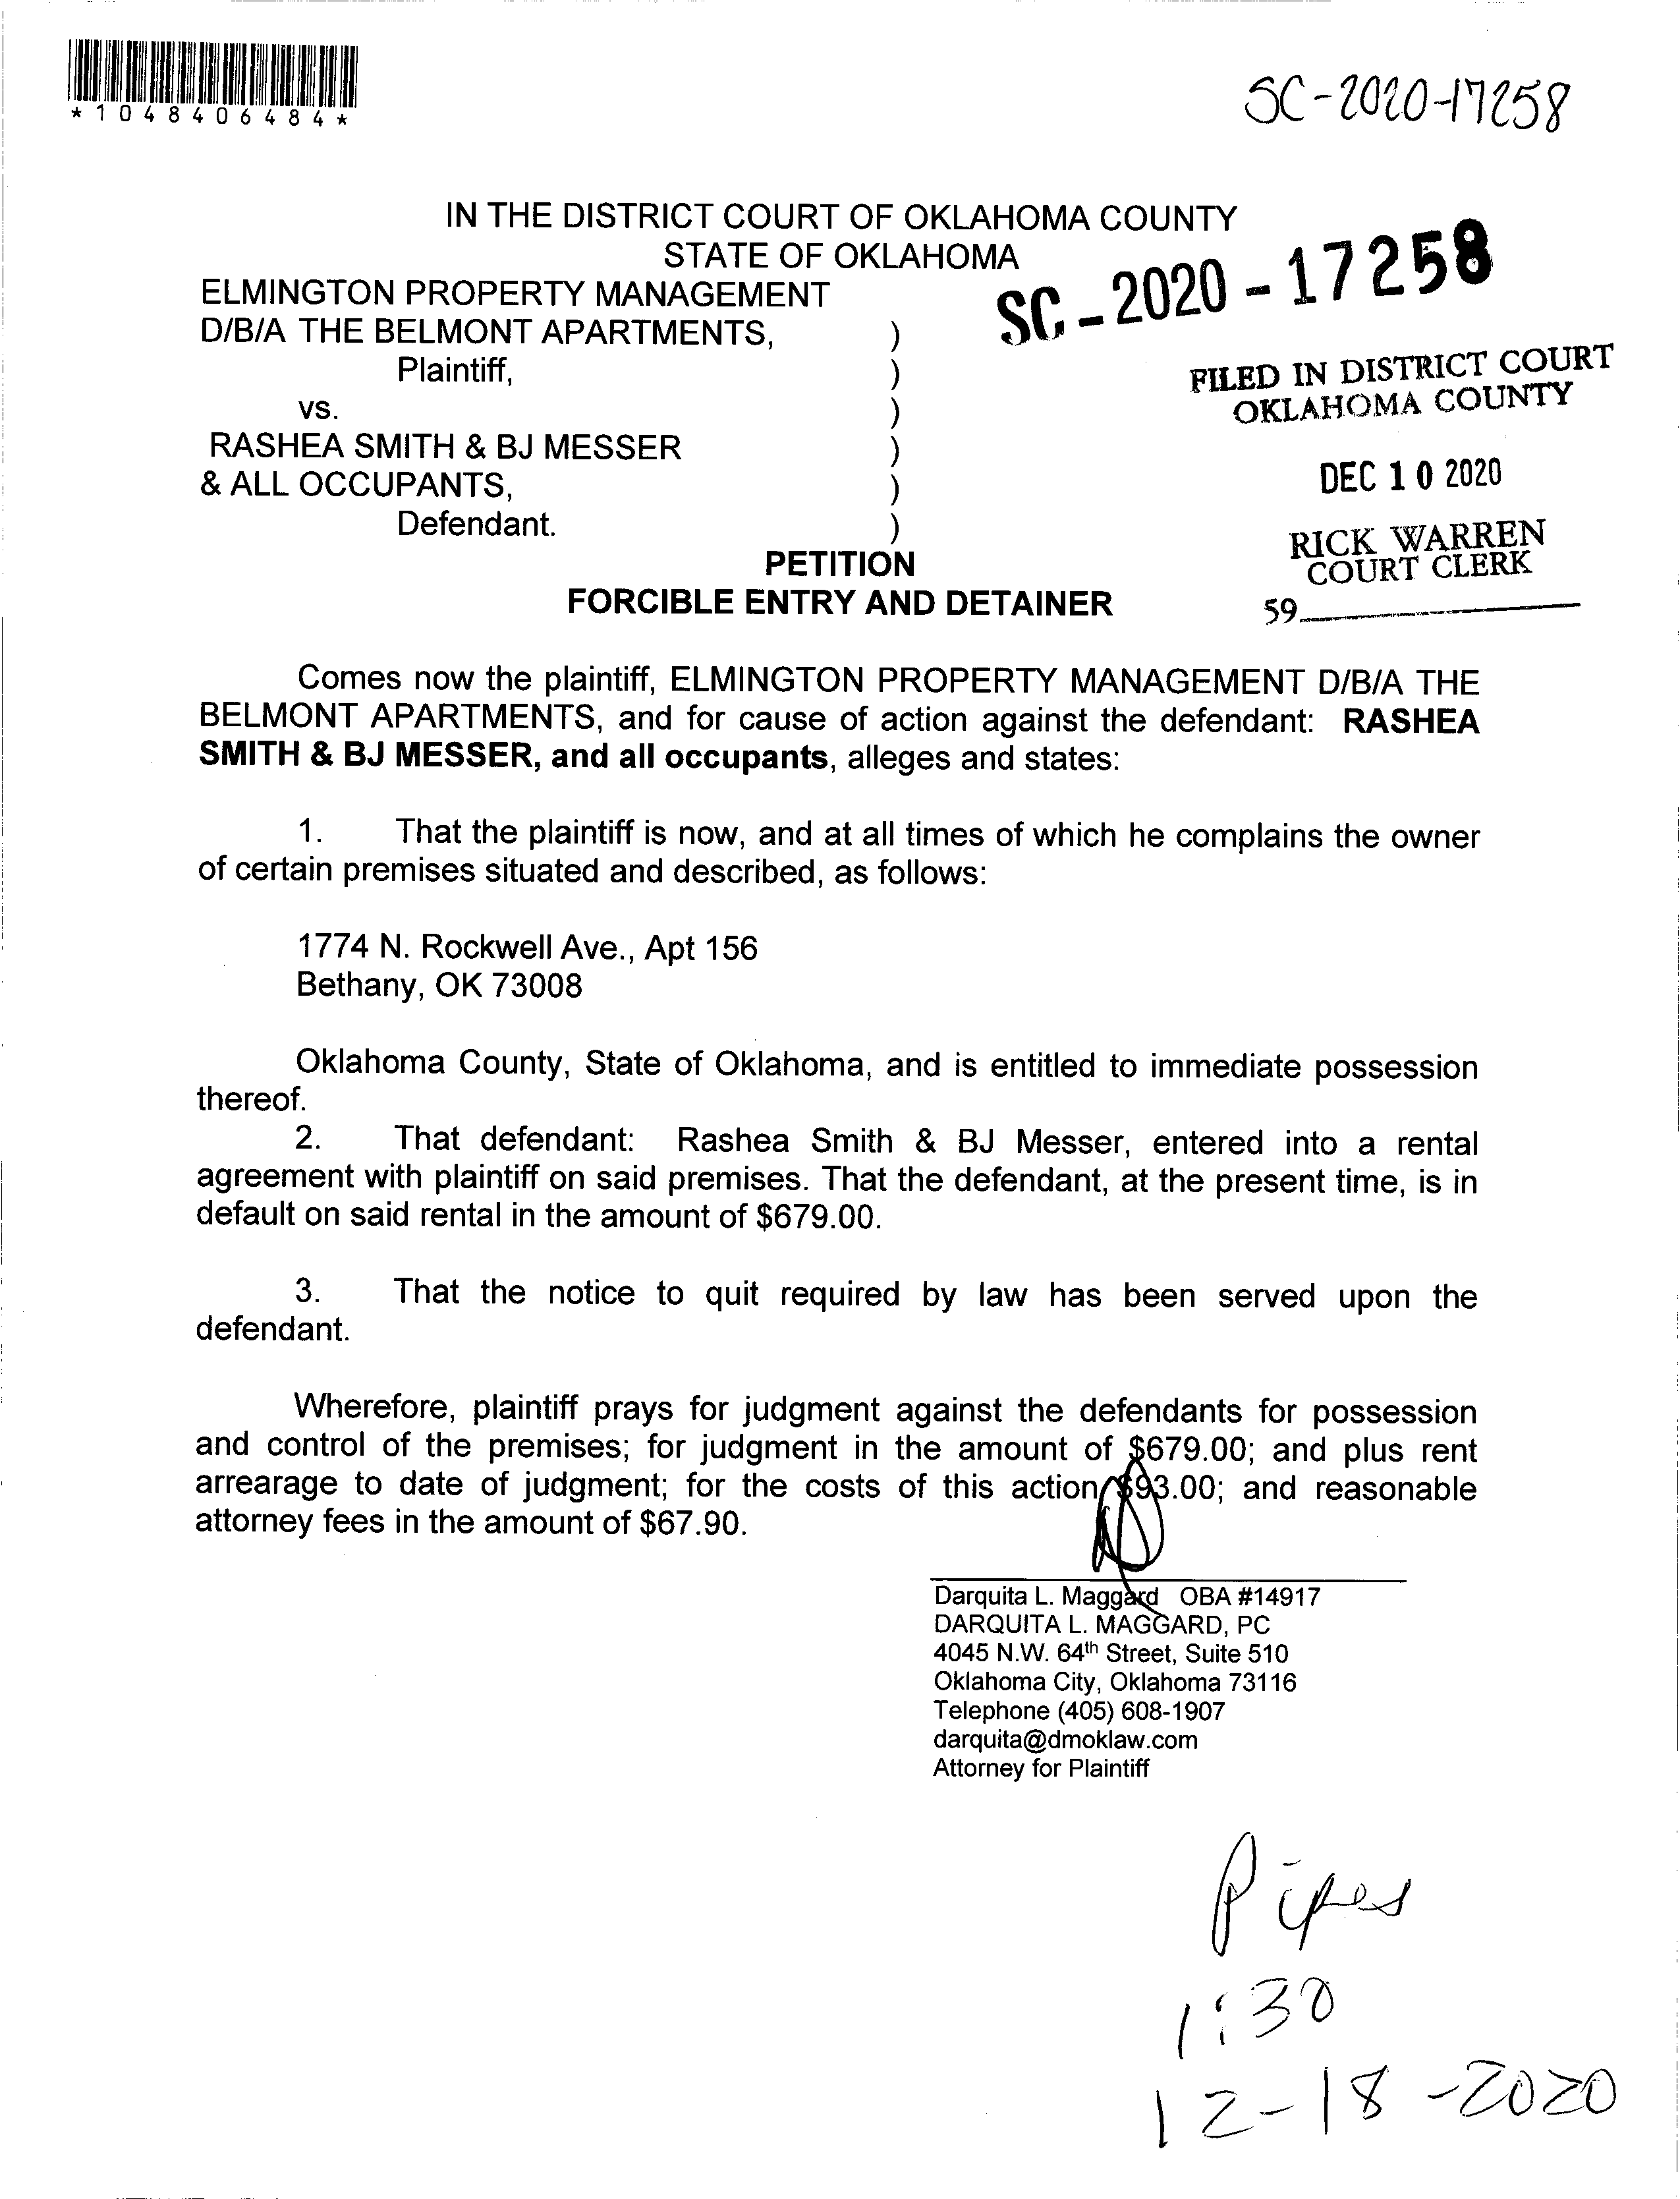 *1048406484*
SC-2020-17258
IN THE DISTRICT COURT OF OKLAHOMA COUNTY
STATE OF OKLAHOMA
SC-2020-17258
ELMINGTON PROPERTY MANAGEMENT
D/B/A THE BELMONT APARTMENTS, )
Plaintiff, )
vs. )
RASHEA SMITH & BJ MESSER )
& ALL OCCUPANTS, )
Defendant. )
FILED IN DISTRICT COURT
OKLAHOMA COUNTY
DEC 10 2020
RICK WARREN
COURT CLERK
59
PETITION
FORCIBLE ENTRY AND DETAINER
Comes now the plaintiff, ELMINGTON PROPERTY MANAGEMENT D/B/A THE
BELMONT APARTMENTS, and for cause of action against the defendant: RASHEA
SMITH & BJ MESSER, and all occupants, alleges and states:
1. That the plaintiff is now, and at all times of which he complains the owner
of certain premises situated and described, as follows:
1774 N. Rockwell Ave., Apt 156
Bethany, OK 73008
Oklahoma County, State of Oklahoma, and is entitled to immediate possession
thereof.
2. That defendant: Rashea Smith & BJ Messer, entered into a rental
agreement with plaintiff on said premises. That the defendant, at the present time, is in
default on said rental in the amount of $679.00.
3. That the notice to quit required by law has been served upon the
defendant.
Wherefore, plaintiff prays for judgment against the defendants for possession
and control of the premises; for judgment in the amount of $679.00; and plus rent
arrearage to date of judgment; for the costs of this action $93.00; and reasonable
attorney fees in the amount of $67.90.
Darquita L. Maggard OBA #14917
DARQUITA L. MAGGARD, PC
4045 N.W. 64th Street, Suite 510
Oklahoma City, Oklahoma 73116
Telephone (405) 608-1907
darquita@dmoklaw.com
Attorney for Plaintiff
Pipes
1:30
12-18-2020